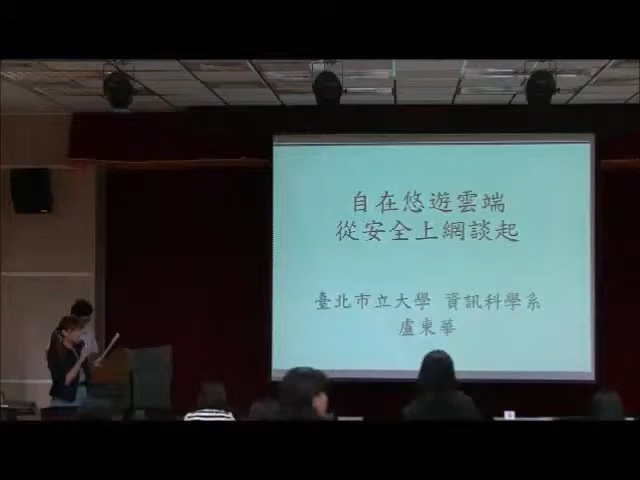 自在悠遊雲端
從安全上網談起
臺北市立大學 資訊科學系
盧東華